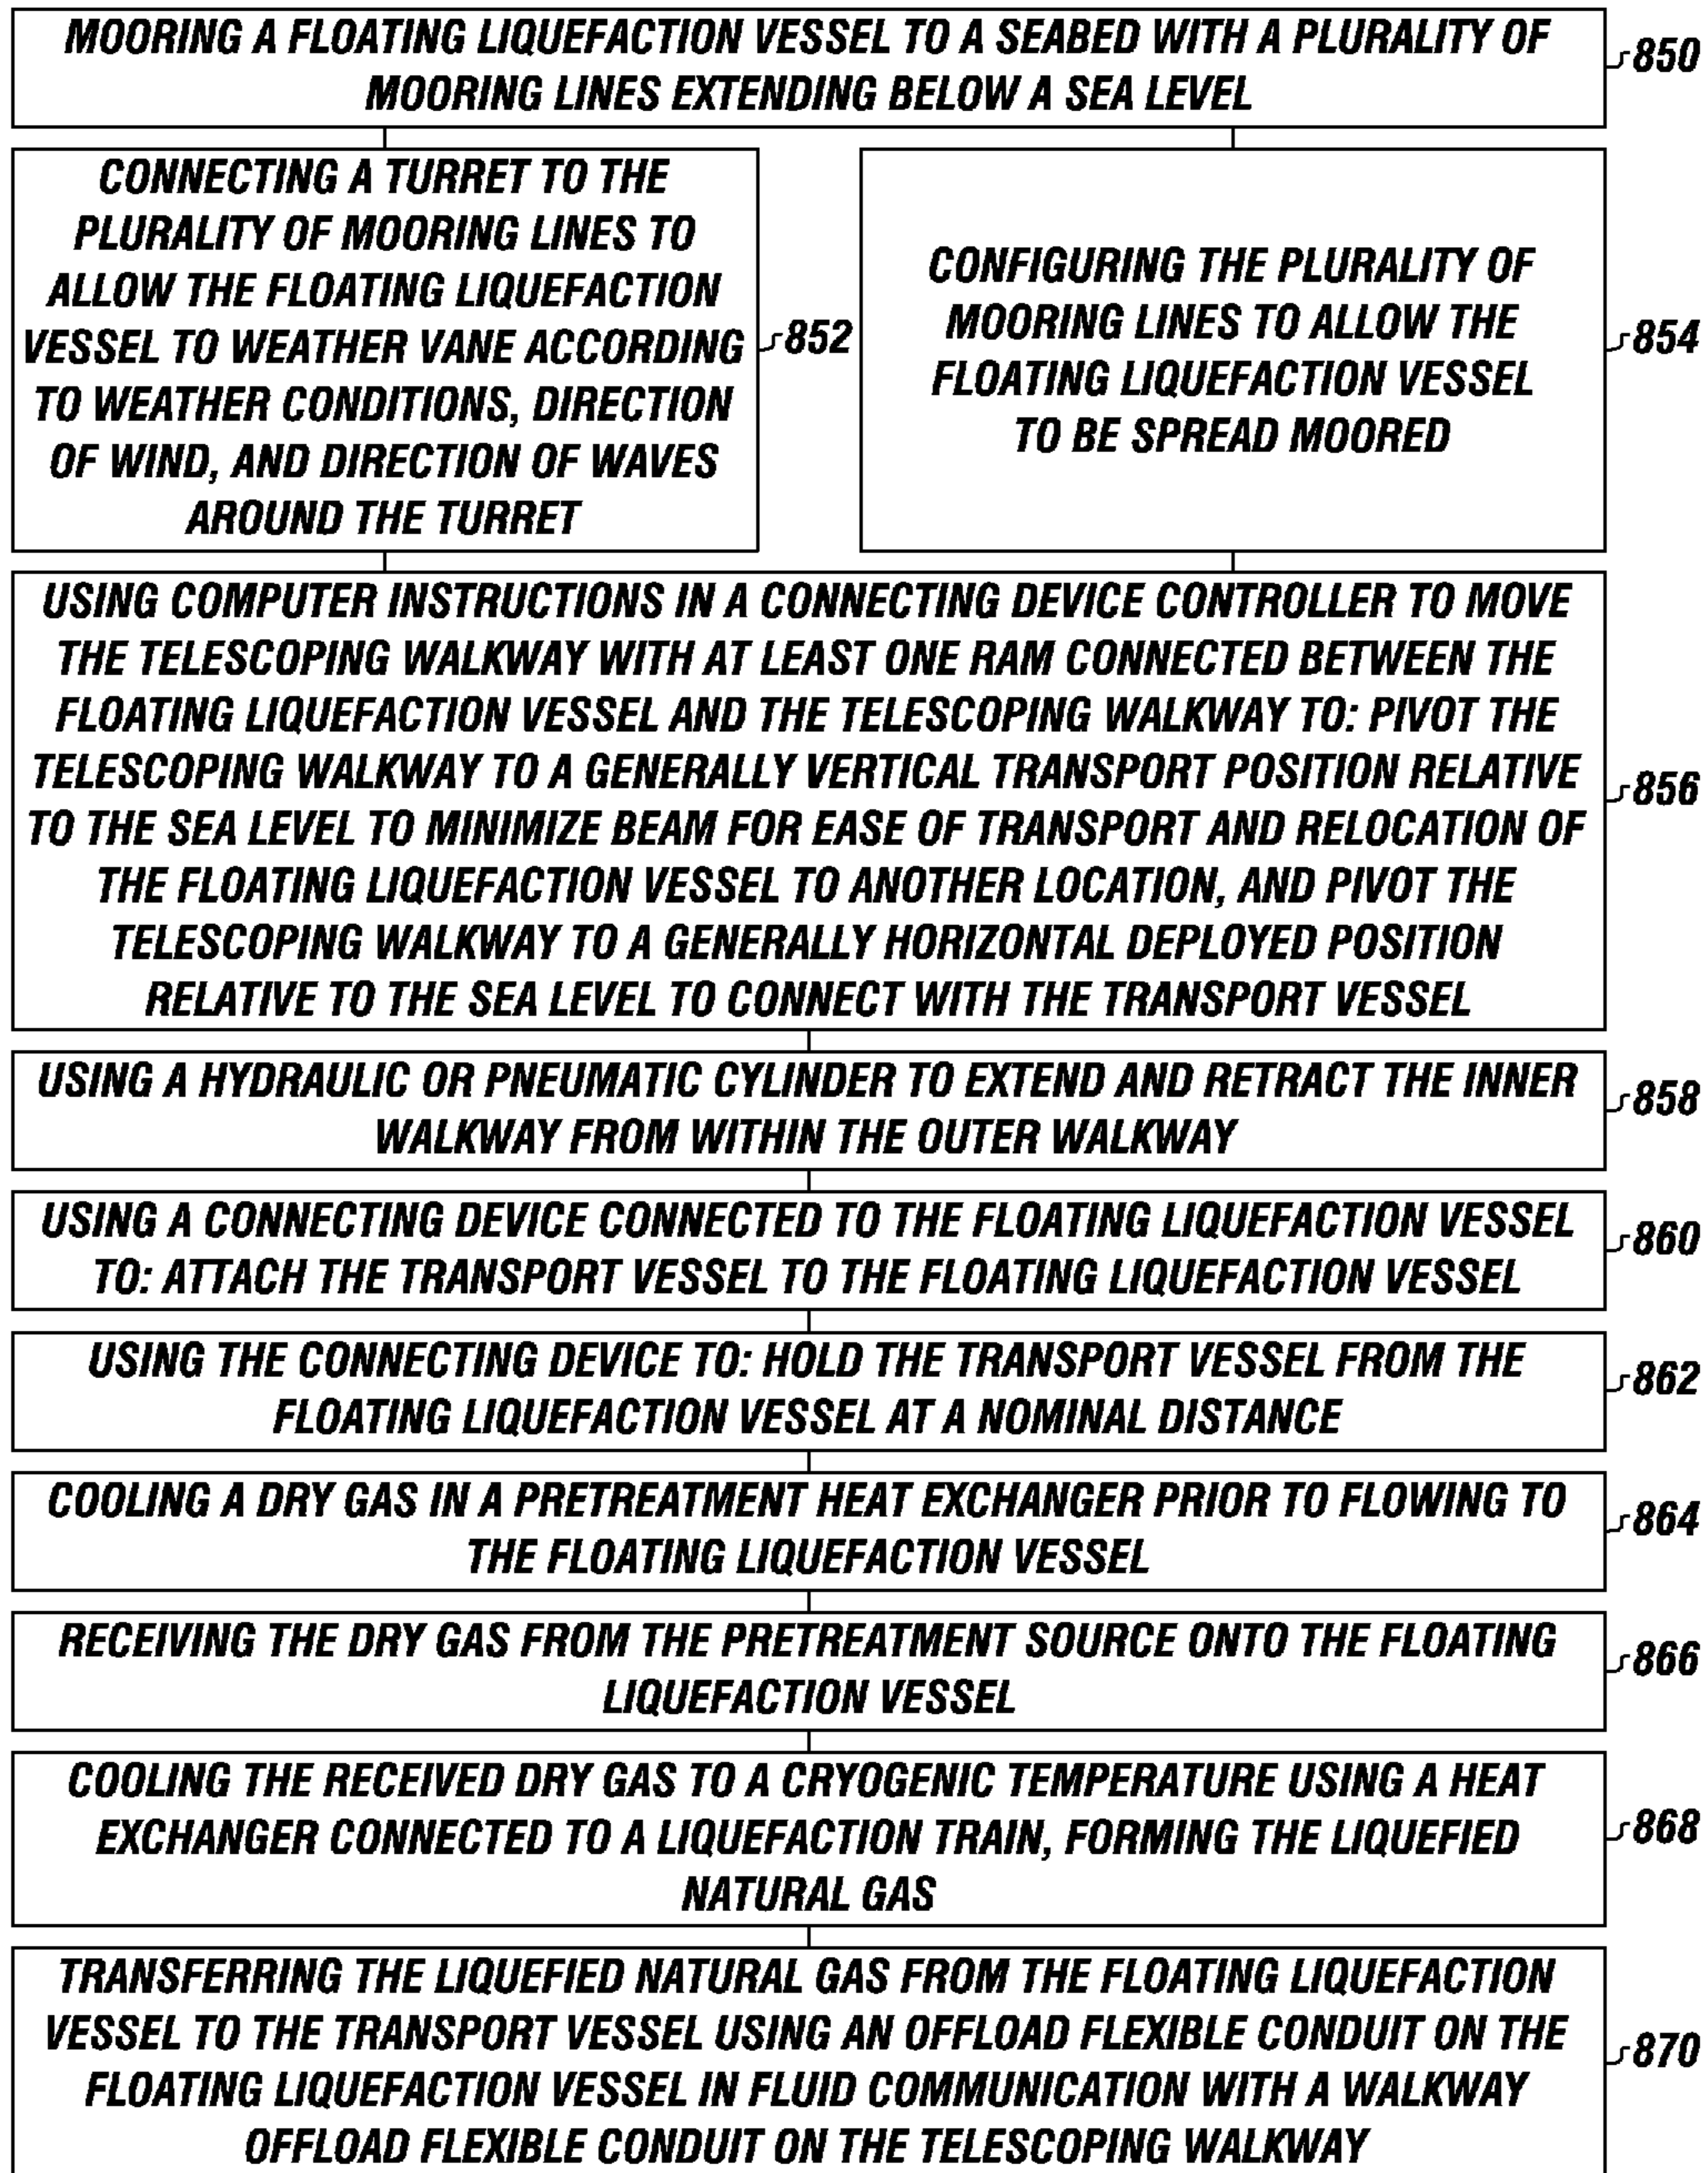 MOORING A FLOATING LIQUEFACTION VESSEL TO A SEABED WITH A PLURALITY OF
MOORING LINES EXTENDING BELOW A SEA LEVEL
850
CONNECTING A TURRET TO THE
PLURALITY OF MOORING LINES TO
ALLOW THE FLOATING LIQUEFACTION
VESSEL TO WEATHER VANE ACCORDING
TO WEATHER CONDITIONS, DIRECTION
OF WIND, AND DIRECTION OF WAVES
AROUND THE TURRET
852
CONFIGURING THE PLURALITY OF
MOORING LINES TO ALLOW THE
FLOATING LIQUEFACTION VESSEL
TO BE SPREAD MOORED
854
USING COMPUTER INSTRUCTIONS IN A CONNECTING DEVICE CONTROLLER TO MOVE
THE TELESCOPING WALKWAY WITH AT LEAST ONE RAM CONNECTED BETWEEN THE
FLOATING LIQUEFACTION VESSEL AND THE TELESCOPING WALKWAY TO: PIVOT THE
TELESCOPING WALKWAY TO A GENERALLY VERTICAL TRANSPORT POSITION RELATIVE
TO THE SEA LEVEL TO MINIMIZE BEAM FOR EASE OF TRANSPORT AND RELOCATION OF
THE FLOATING LIQUEFACTION VESSEL TO ANOTHER LOCATION, AND PIVOT THE
TELESCOPING WALKWAY TO A GENERALLY HORIZONTAL DEPLOYED POSITION
RELATIVE TO THE SEA LEVEL TO CONNECT WITH THE TRANSPORT VESSEL
856
USING A HYDRAULIC OR PNEUMATIC CYLINDER TO EXTEND AND RETRACT THE INNER
WALKWAY FROM WITHIN THE OUTER WALKWAY
858
USING A CONNECTING DEVICE CONNECTED TO THE FLOATING LIQUEFACTION VESSEL
TO: ATTACH THE TRANSPORT VESSEL TO THE FLOATING LIQUEFACTION VESSEL
860
USING THE CONNECTING DEVICE TO: HOLD THE TRANSPORT VESSEL FROM THE
FLOATING LIQUEFACTION VESSEL AT A NOMINAL DISTANCE
862
COOLING A DRY GAS IN A PRETREATMENT HEAT EXCHANGER PRIOR TO FLOWING TO
THE FLOATING LIQUEFACTION VESSEL
864
RECEIVING THE DRY GAS FROM THE PRETREATMENT SOURCE ONTO THE FLOATING
LIQUEFACTION VESSEL
866
COOLING THE RECEIVED DRY GAS TO A CRYOGENIC TEMPERATURE USING A HEAT
EXCHANGER CONNECTED TO A LIQUEFACTION TRAIN, FORMING THE LIQUEFIED
NATURAL GAS
868
TRANSFERRING THE LIQUEFIED NATURAL GAS FROM THE FLOATING LIQUEFACTION
VESSEL TO THE TRANSPORT VESSEL USING AN OFFLOAD FLEXIBLE CONDUIT ON THE
FLOATING LIQUEFACTION VESSEL IN FLUID COMMUNICATION WITH A WALKWAY
OFFLOAD FLEXIBLE CONDUIT ON THE TELESCOPING WALKWAY
870